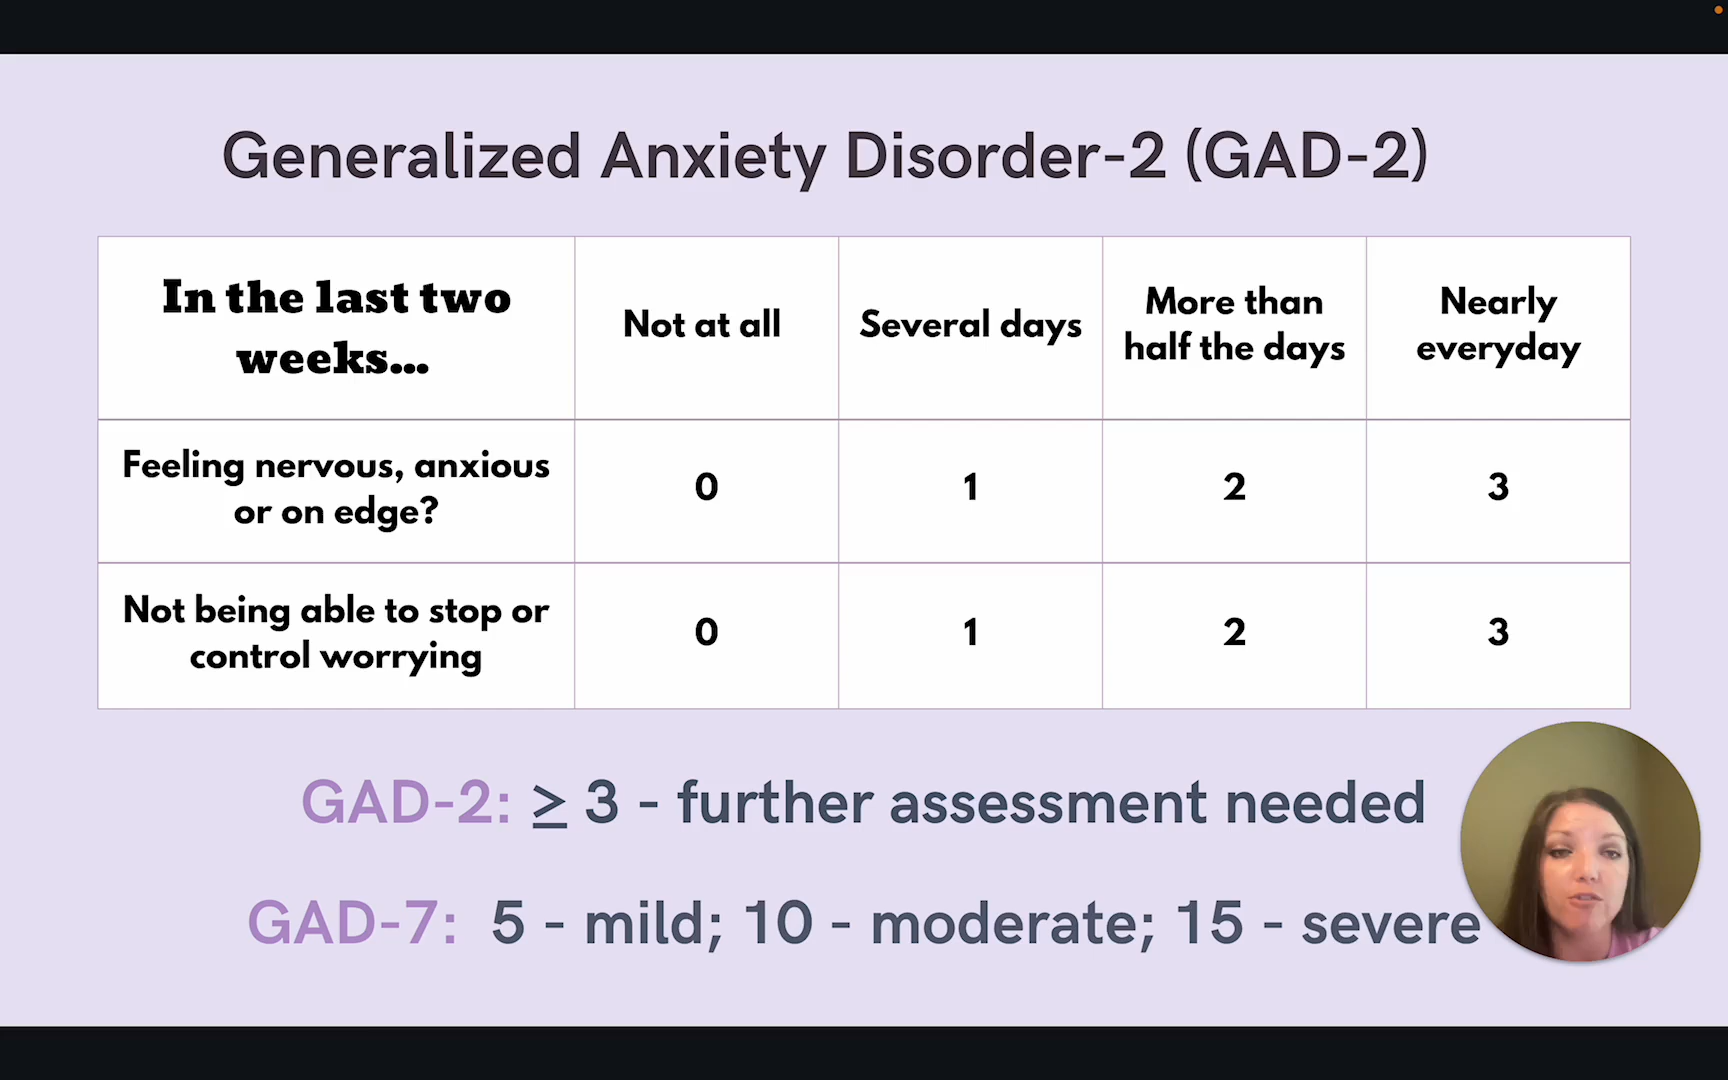 Generalized Anxiety Disorder-2 (GAD-2)
In the last two
weeks...
Not at all
Several days
More than
half the days
Nearly
everyday
Feeling nervous, anxious
or on edge?
0
1
2
3
Not being able to stop or
control worrying
0
1
2
3
GAD-2: ≥ 3 - further assessment needed
GAD-7: 5 - mild; 10 - moderate; 15 - severe